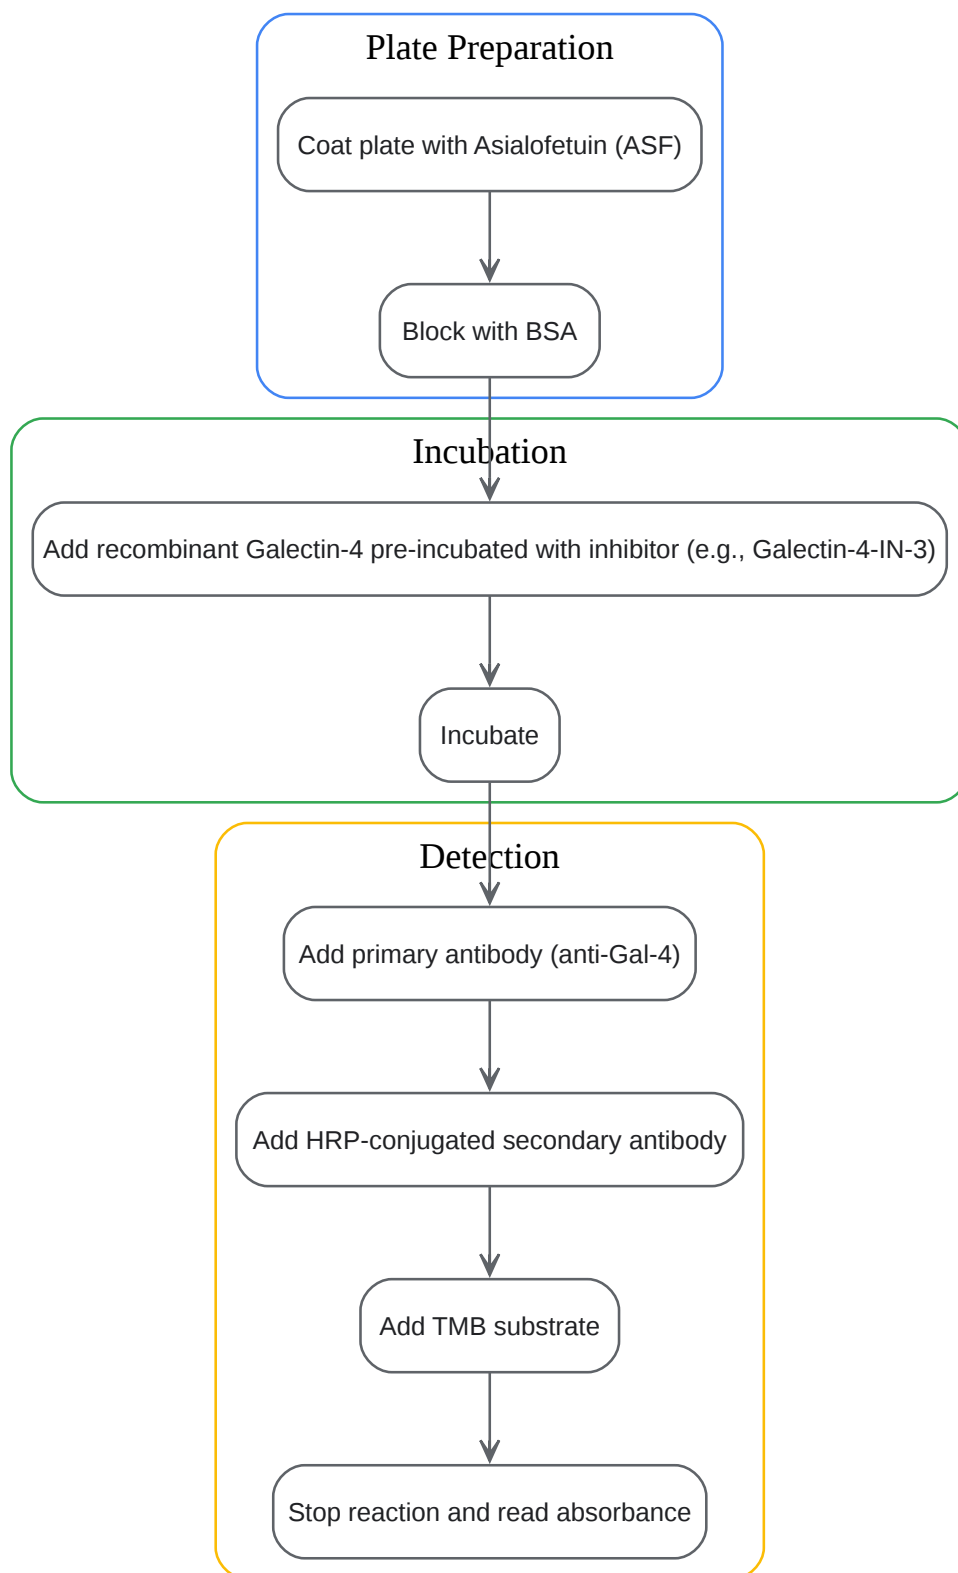 Plate Preparation
Coat plate with Asialofetuin (ASF)
Block with BSA
Incubation
Add recombinant Galectin-4 pre-incubated with inhibitor (e.g., Galectin-4-IN-3)
Incubate
Detection
Add primary antibody (anti-Gal-4)
Add HRP-conjugated secondary antibody
Add TMB substrate
Stop reaction and read absorbance